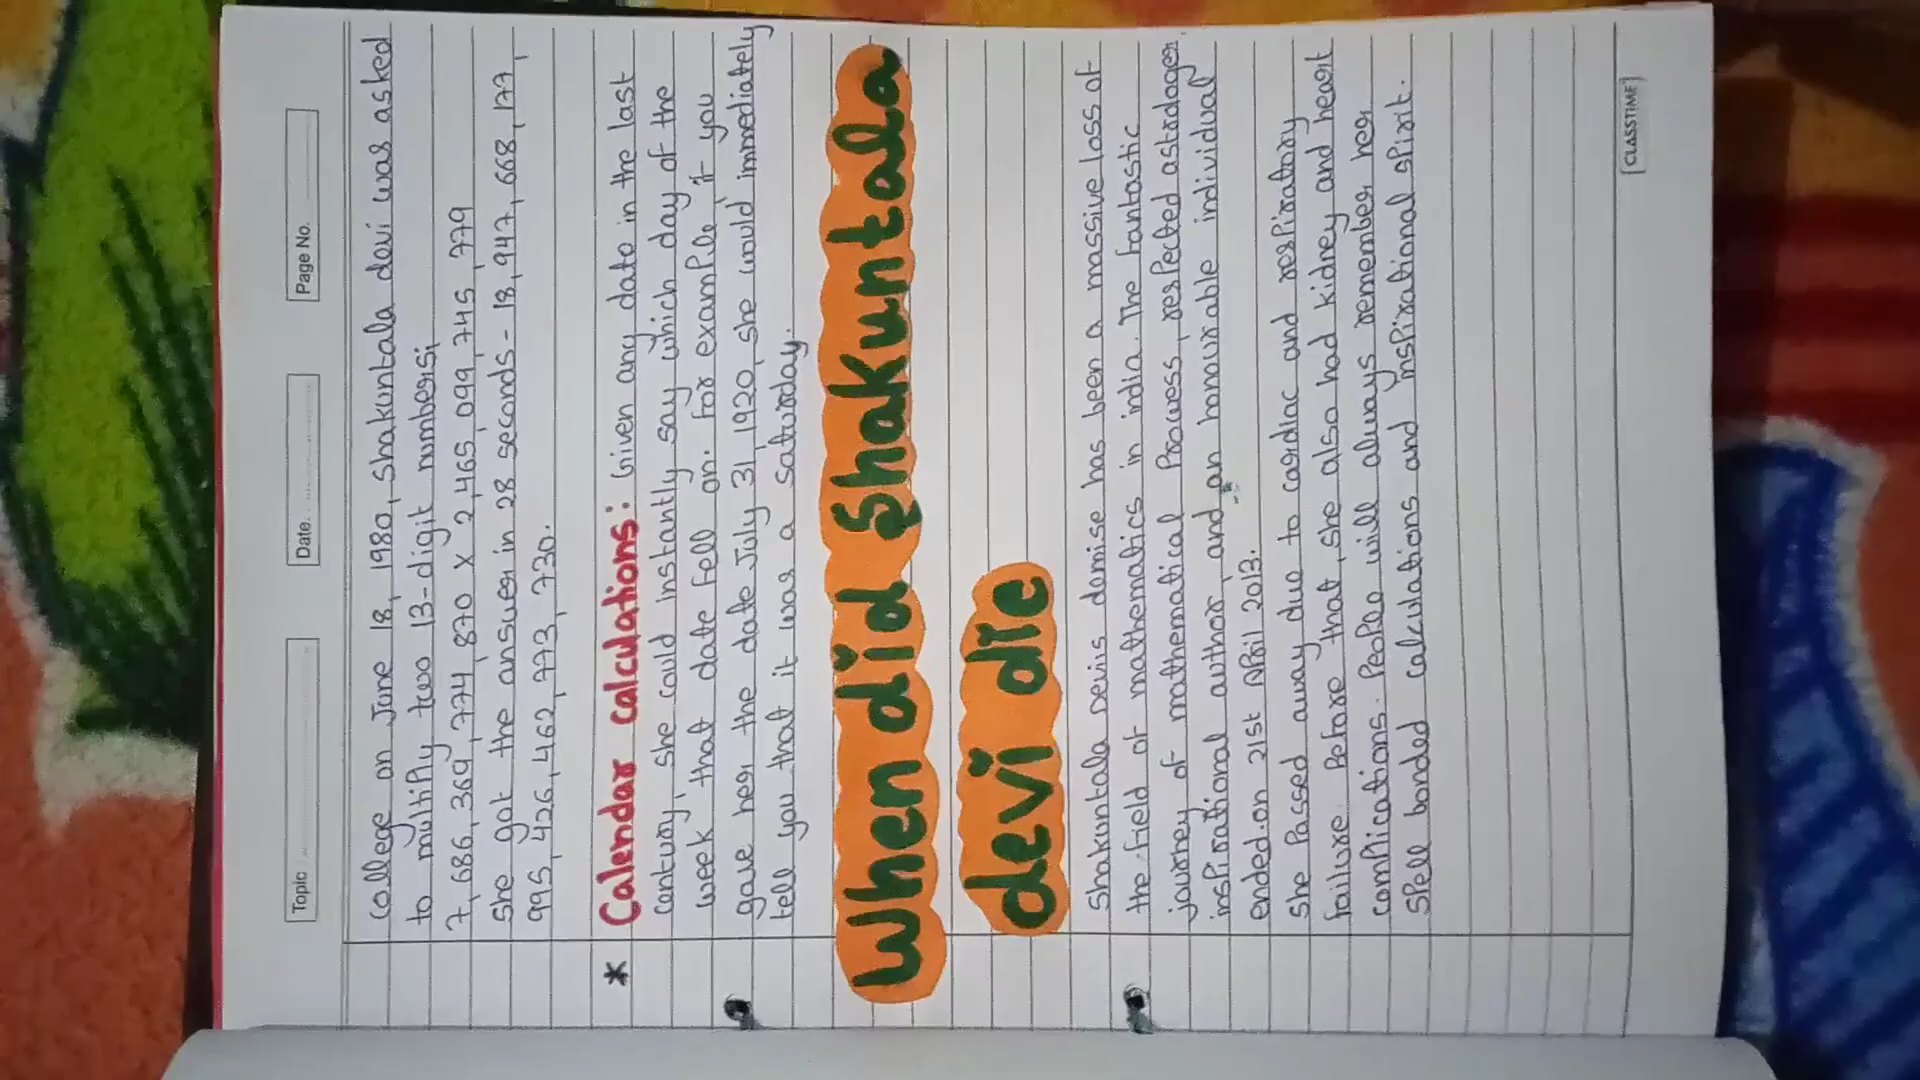 Topic
Date.
Page No.
College on June 18, 1980, Shakuntala devi was asked
to multiply two 13-digit numbers;
7,686,369,774,870 x 2,465,099,745,779
She got the answer in 28 seconds - 18,947,668,177,
995,426,462,773,730.
* Calendar calculations: Given any date in the last
century, she could instantly say which day of the
week that date fell on. For example, if you
gave her the date July 31, 1920, she would immediately
tell you that it was a saturday.
When did Shakuntala
devi die
Shakuntala Devis demise has been a massive loss of
the field of mathematics in india. The fantastic
journey of mathematical Prowess, respected astrologer,
inspirational author, and an honourable individual
ended on 21st April 2013.
She Passed away due to cardiac and respiratory
failure. Before that, she also had kidney and heart
complications. People will always remember her
spell bonded calculations and inspirational spirit.
CLASSTIME